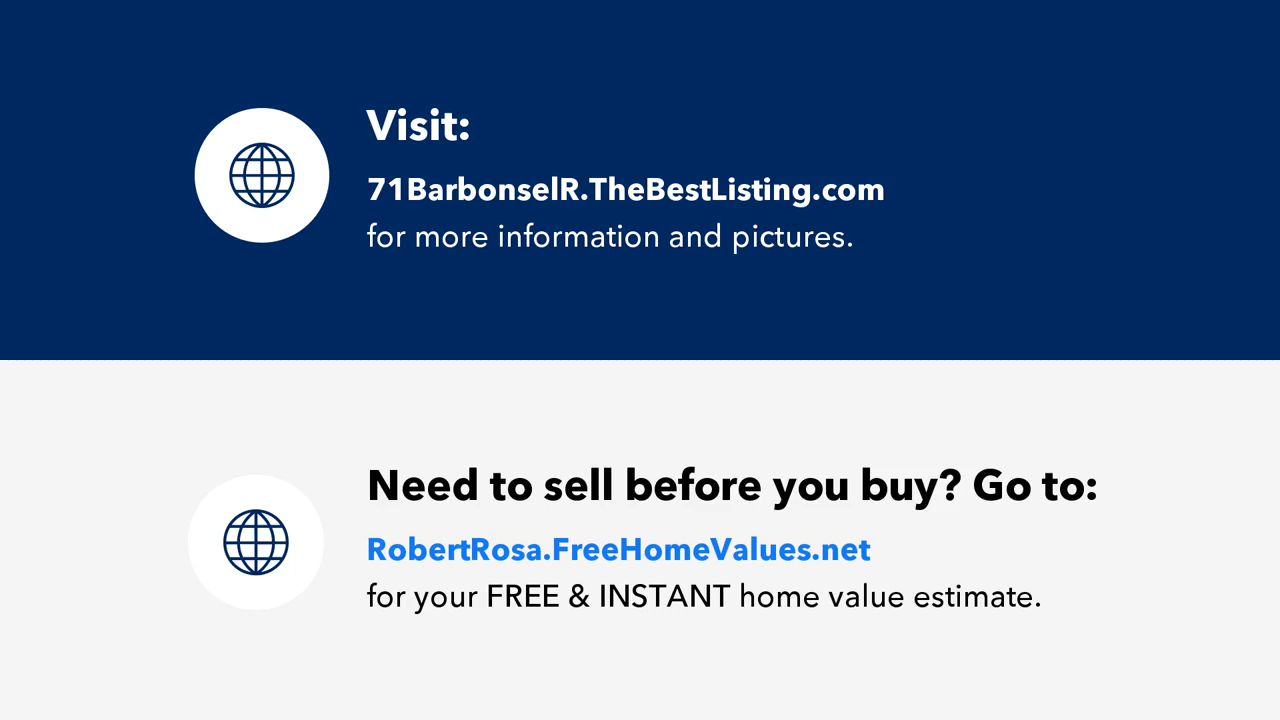 Visit:
71BarbonselR.TheBestListing.com
for more information and pictures.
Need to sell before you buy? Go to:
RobertRosa.FreeHomeValues.net
for your FREE & INSTANT home value estimate.